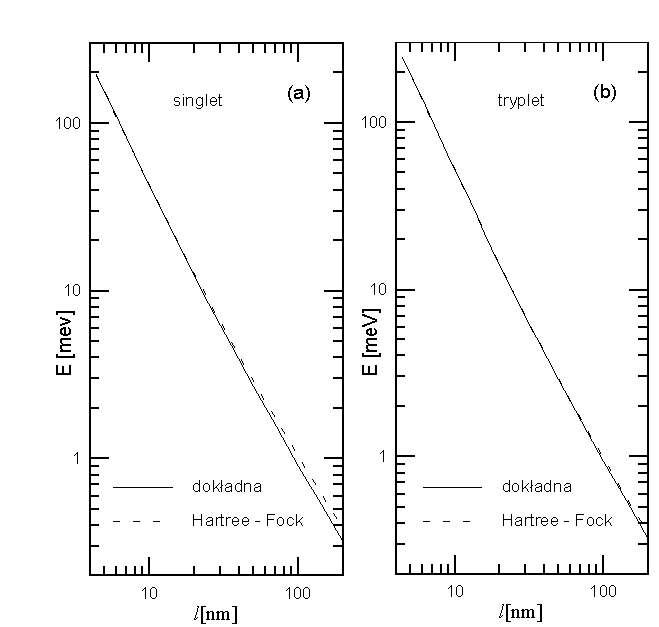 singlet
(a)
100
10
1
E [mev]
dokładna
Hartree - Fock
10
100
l[nm]
tryplet
(b)
100
10
1
E [meV]
dokładna
Hartree - Fock
10
100
l[nm]